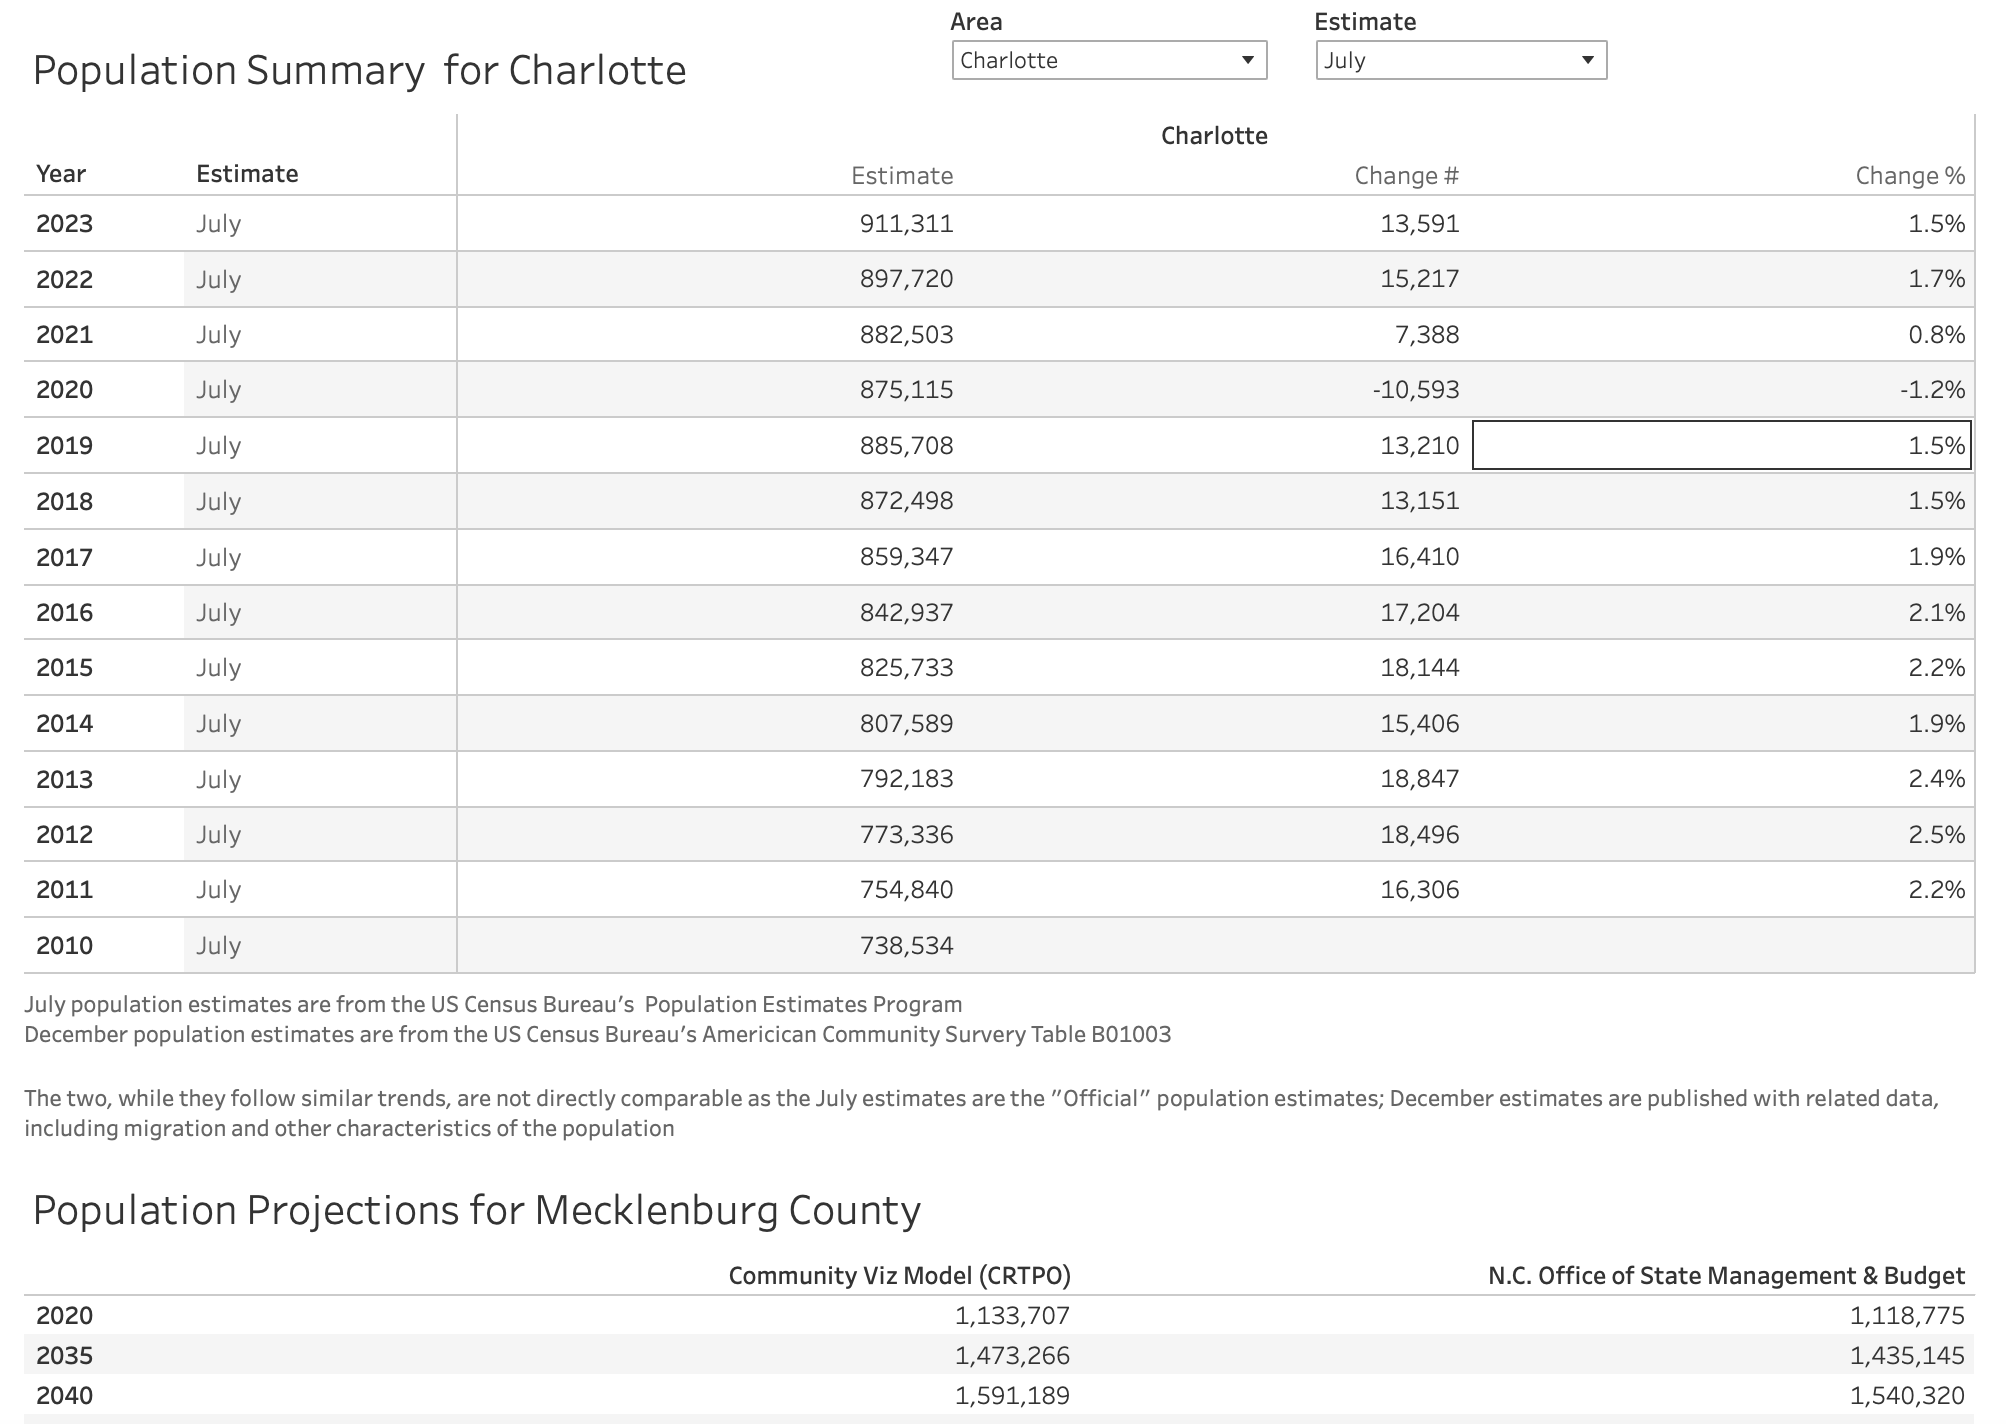 Area Estimate
Population Summary for Charlotte
Charlotte July
Charlotte
Year Estimate Estimate Change # Change %
2023 July 911,311 13,591 1.5%
2022 July 897,720 15,217 1.7%
2021 July 882,503 7,388 0.8%
2020 July 875,115 -10,593 -1.2%
2019 July 885,708 13,210 1.5%
2018 July 872,498 13,151 1.5%
2017 July 859,347 16,410 1.9%
2016 July 842,937 17,204 2.1%
2015 July 825,733 18,144 2.2%
2014 July 807,589 15,406 1.9%
2013 July 792,183 18,847 2.4%
2012 July 773,336 18,496 2.5%
2011 July 754,840 16,306 2.2%
2010 July 738,534
July population estimates are from the US Census Bureau's  Population Estimates Program
December population estimates are from the US Census Bureau's Americican Community Survery Table B01003
The two, while they follow similar trends, are not directly comparable as the July estimates are the "Official" population estimates; December estimates are published with related data,
including migration and other characteristics of the population
Population Projections for Mecklenburg County
Community Viz Model (CRTPO) N.C. Office of State Management & Budget
2020 1,133,707 1,118,775
2035 1,473,266 1,435,145
2040 1,591,189 1,540,320